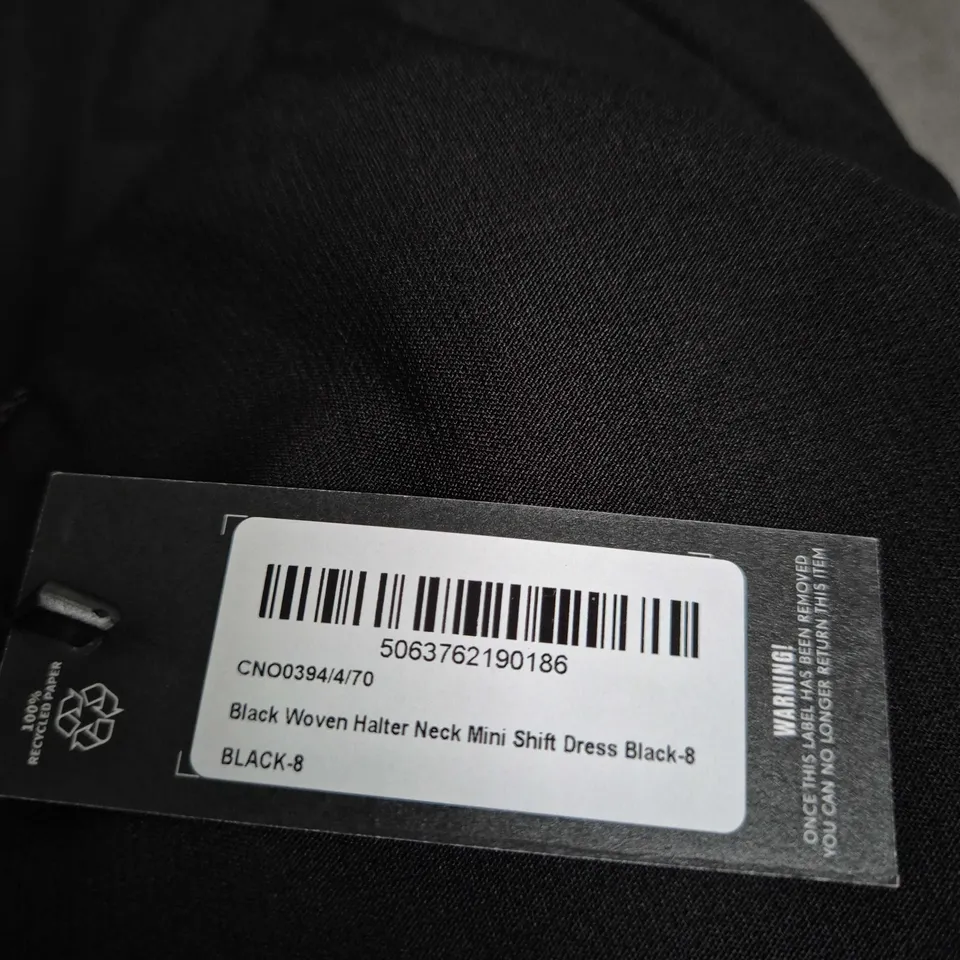 5063762190186
CNO0394/4/70
Black Woven Halter Neck Mini Shift Dress Black-8
BLACK-8
100%
RECYCLED PAPER
WARNING!
ONCE THIS LABEL HAS BEEN REMOVED
YOU CAN NO LONGER RETURN THIS ITEM